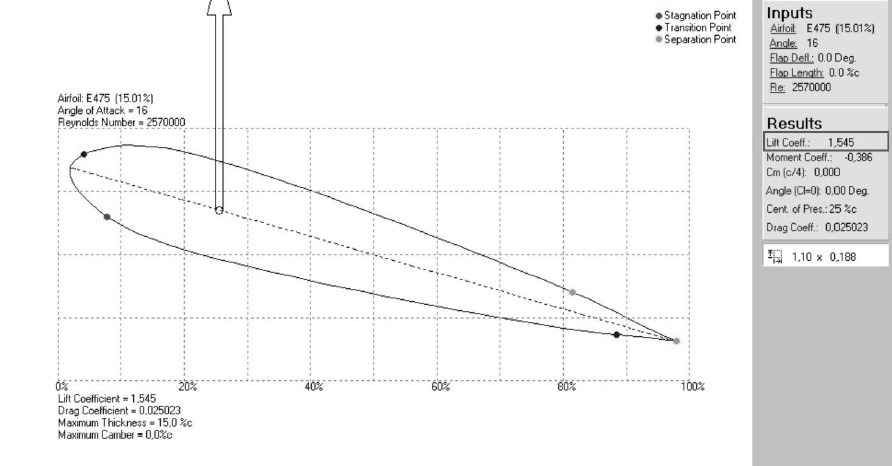 Stagnation Point
Transition Point
Separation Point
Airfoil: E475 (15.01%)
Angle of Attack = 16
Reynolds Number = 2570000
0%
20%
40%
60%
80%
100%
Lift Coefficient = 1,545
Drag Coefficient = 0,025023
Maximum Thickness = 15,0 %c
Maximum Camber = 0,0%c
Inputs
Airfoil: E475 (15.01%)
Angle: 16
Flap Defl.: 0.0 Deg.
Flap Length: 0.0 %c
Re: 2570000
Results
Lift Coeff.: 1,545
Moment Coeff.: -0,386
Cm (c/4): 0,000
Angle (Cl=0): 0,00 Deg.
Cent. of Pres.: 25 %c
Drag Coeff.: 0,025023
1,10 x 0,188